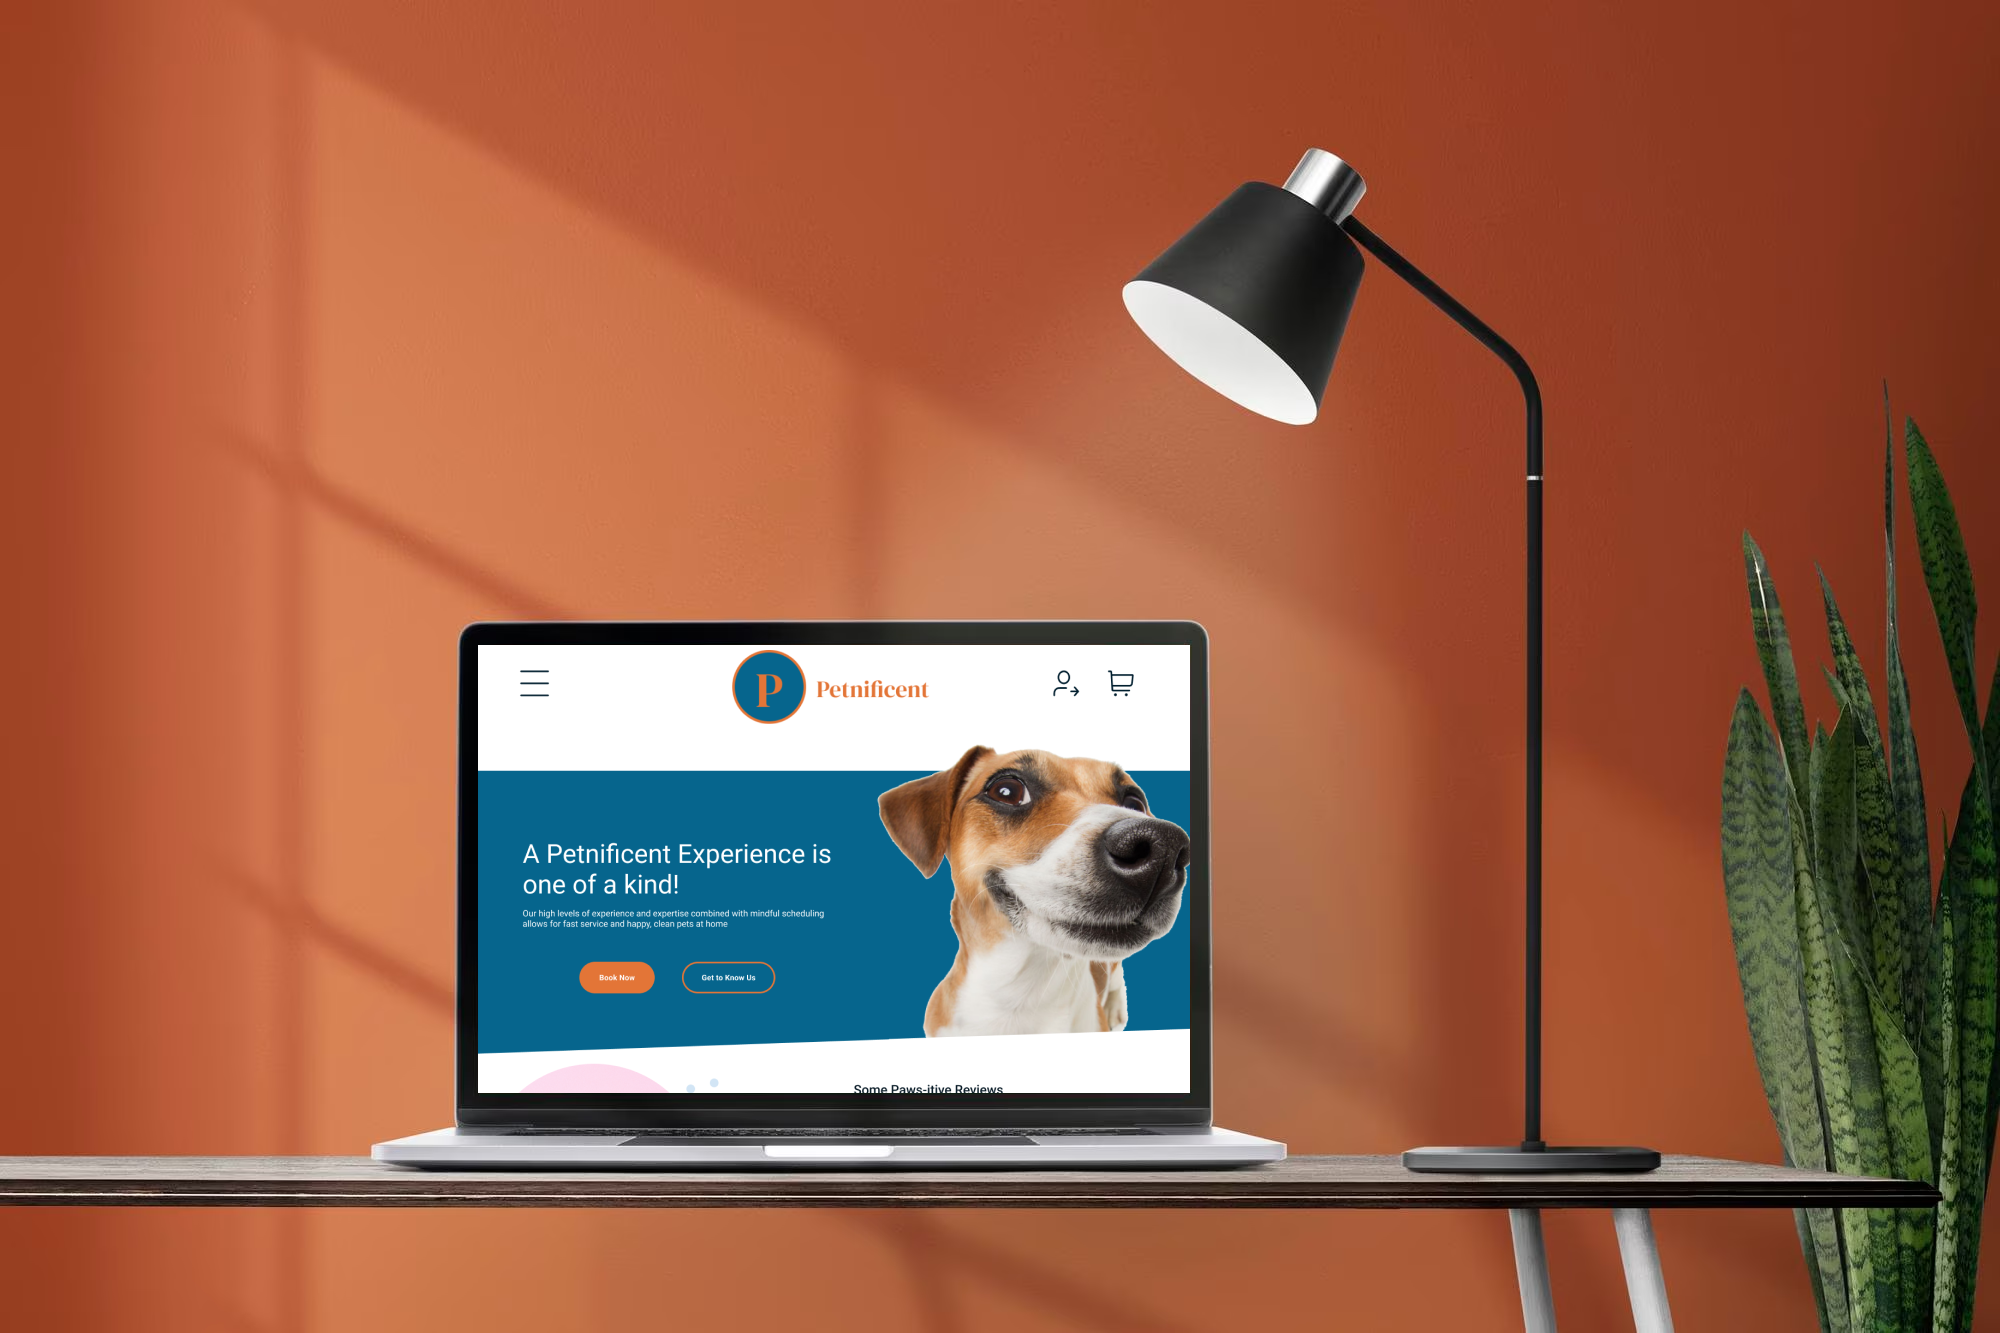 P
Petnificent
A Petnificent Experience is
one of a kind!
Our high levels of experience and expertise combined with mindful scheduling
allows for fast service and happy, clean pets at home
Book Now
Get to Know Us
Some Paws-itive Reviews